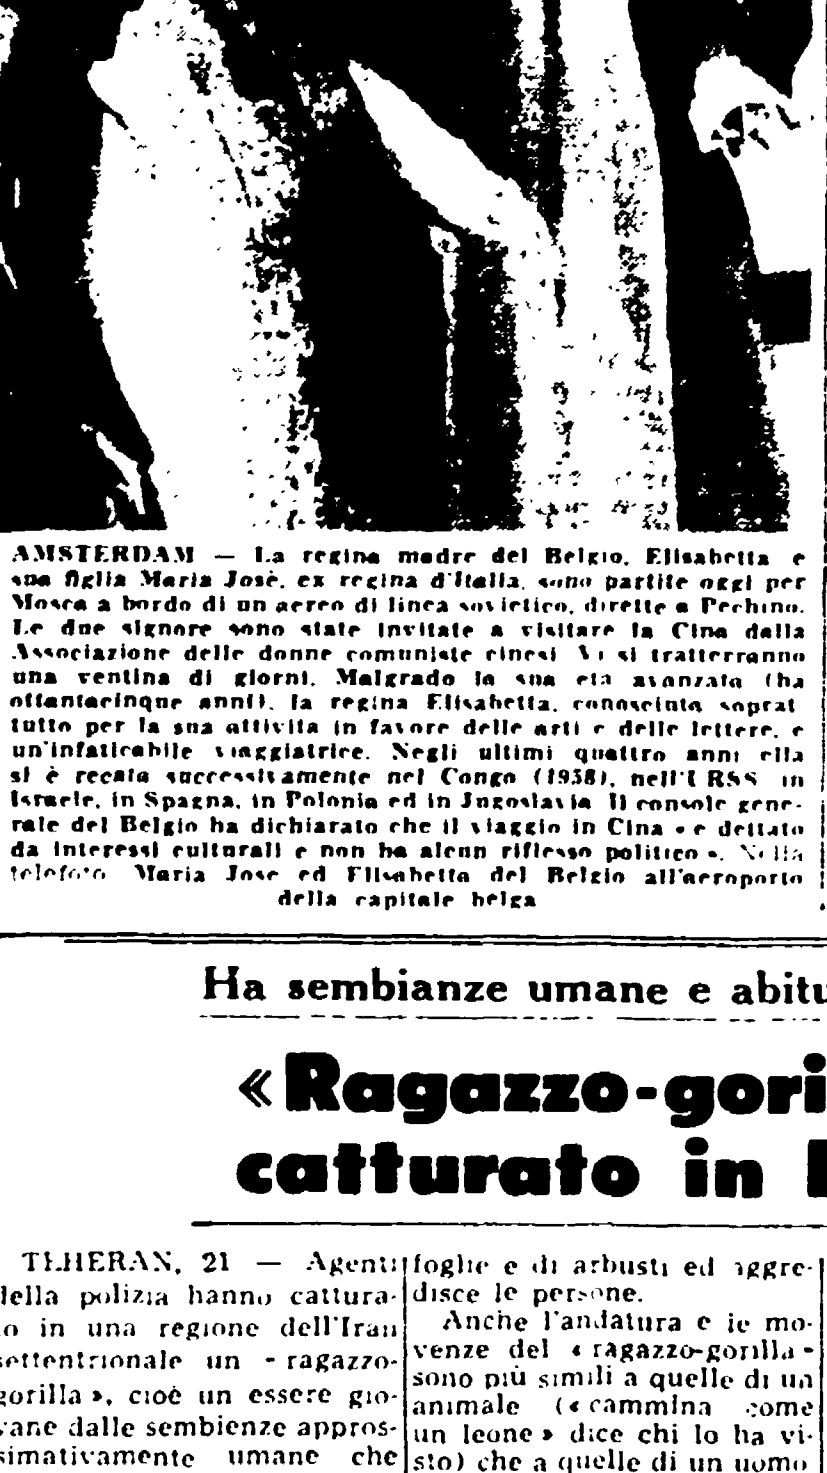 AMSTERDAM — La regina madre del Belgio, Elisabetta e
sua figlia Maria Josè, ex regina d'Italia, sono partite oggi per
Mosca a bordo di un aereo di linea sovietico, dirette a Pechino.
Le due signore sono state invitate a visitare la Cina dalla
Associazione delle donne comuniste cinesi Vi si tratterranno
una ventina di giorni. Malgrado la sua età avanzata (ha
ottantacinque anni), la regina Elisabetta, conosciuta soprat
tutto per la sua attività in favore delle arti e delle lettere, e
un'infaticabile viaggiatrice. Negli ultimi quattro anni ella
si è recata successivamente nel Congo (1958), nell'URSS in
Israele, in Spagna, in Polonia ed in Jugoslavia Il console gene-
rale del Belgio ha dichiarato che il viaggio in Cina « e dettato
da interessi culturali e non ha alcun riflesso politico ». Nella
telefoto Maria Jose ed Elisabetta del Belgio all'aeroporto
della capitale belga
Ha sembianze umane e abitu
« Ragazzo-gori
catturato in I
TEHERAN, 21 — Agenti
della polizia hanno cattura-
to in una regione dell'Iran
settentrionale un - ragazzo-
gorilla », cioè un essere gio-
vane dalle sembienze appros-
simativamente umane che
foglie e di arbusti ed aggre-
disce le persone.
Anche l'andatura e le mo-
venze del « ragazzo-gorilla »
sono più simili a quelle di un
animale (« cammina come
un leone » dice chi lo ha vi-
sto) che a quelle di un uomo